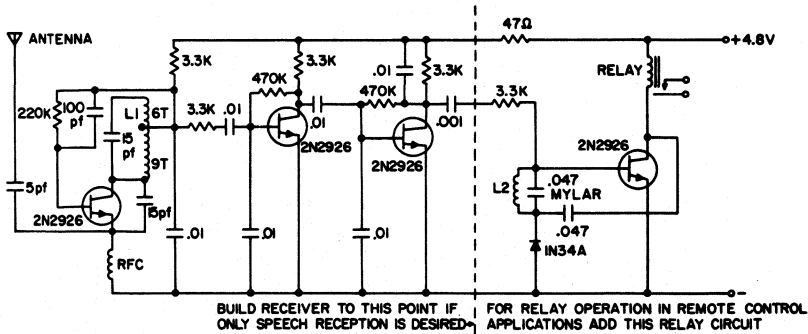 47Ω
ANTENNA
+4.8V
3.3K
3.3K
.01
3.3K
RELAY
470K
470K
3.3K
220K
100
pf
L1
6T
3.3K
.01
15
pf
9T
.01
.001
2N2926
2N2926
2N2926
5pf
2N2926
15pf
L2
.047
MYLAR
.047
.01
.01
.01
1N34A
RFC
-
BUILD RECEIVER TO THIS POINT IF
ONLY SPEECH RECEPTION IS DESIRED
FOR RELAY OPERATION IN REMOTE CONTROL
APPLICATIONS ADD THIS RELAY CIRCUIT